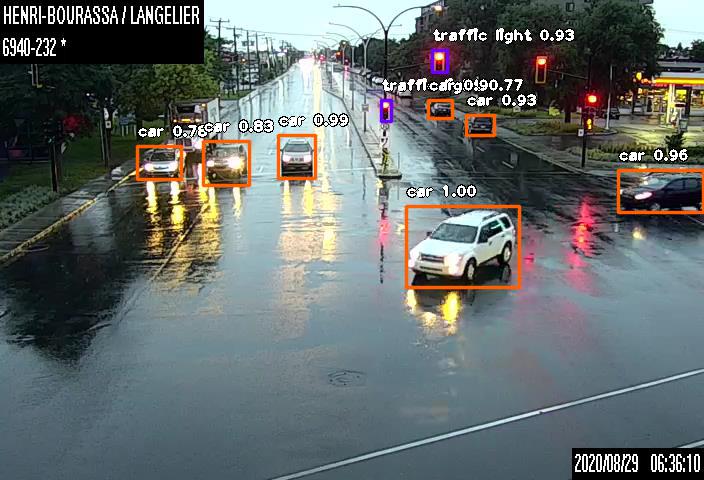 HENRI-BOURASSA / LANGELIER
6940-232 *
traffic light 0.93
0.77
car 0.93
car 0.76
car 0.83
car 0.99
car 0.96
car 1.00
2020/08/29 06:36:10